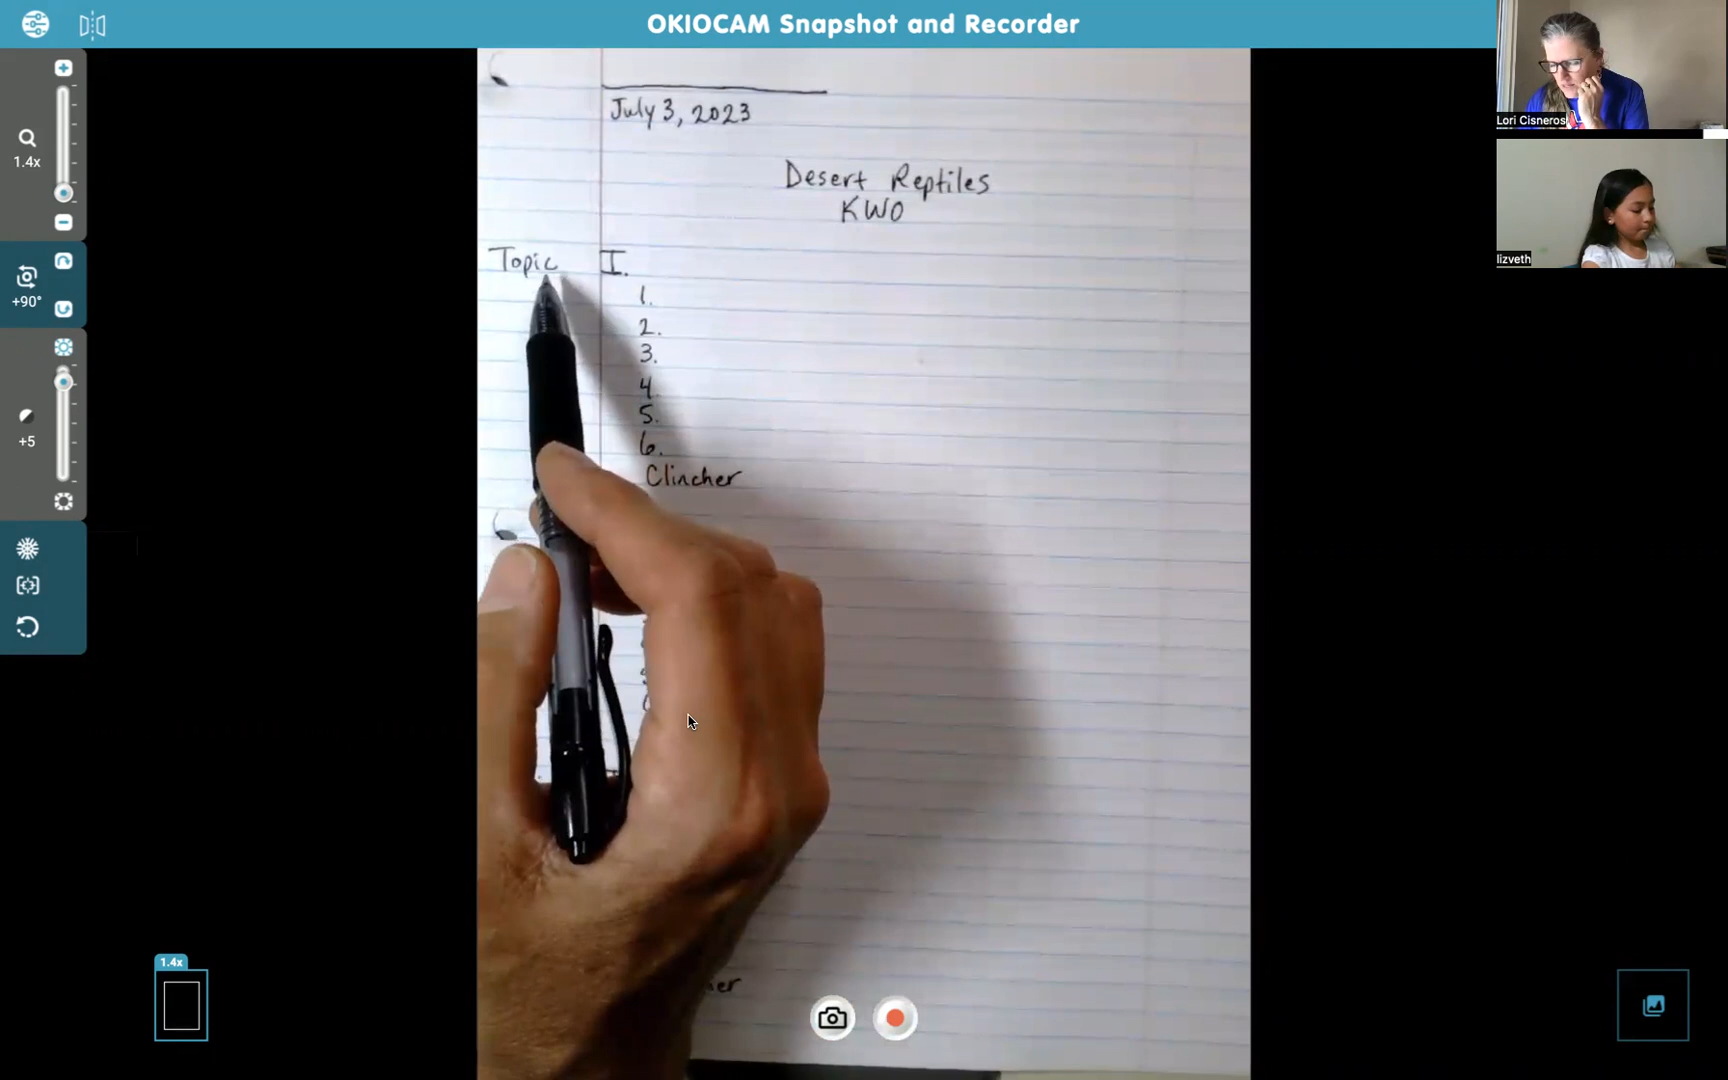 OKIOCAM Snapshot and Recorder
Lori Cisneros
lizveth
1.4x
+90°
+5
1.4x
July 3, 2023
Desert Reptiles
KWO
Topic I.
1.
2.
3.
4.
5.
6.
Clincher